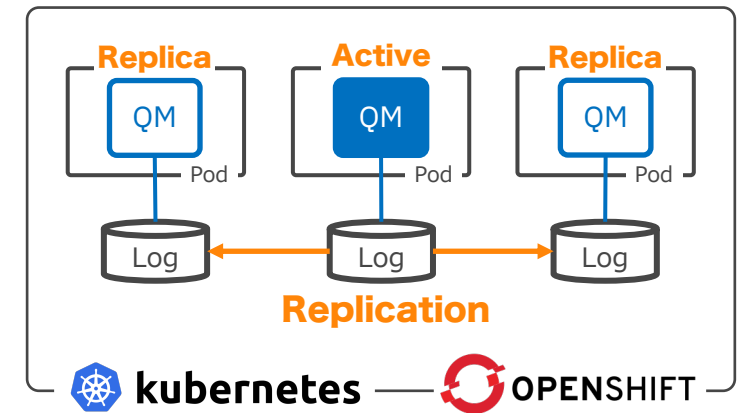 Replica Active Replica
QM QM QM
Pod Pod Pod
Log Log Log
Replication
kubernetes OPENSHIFT